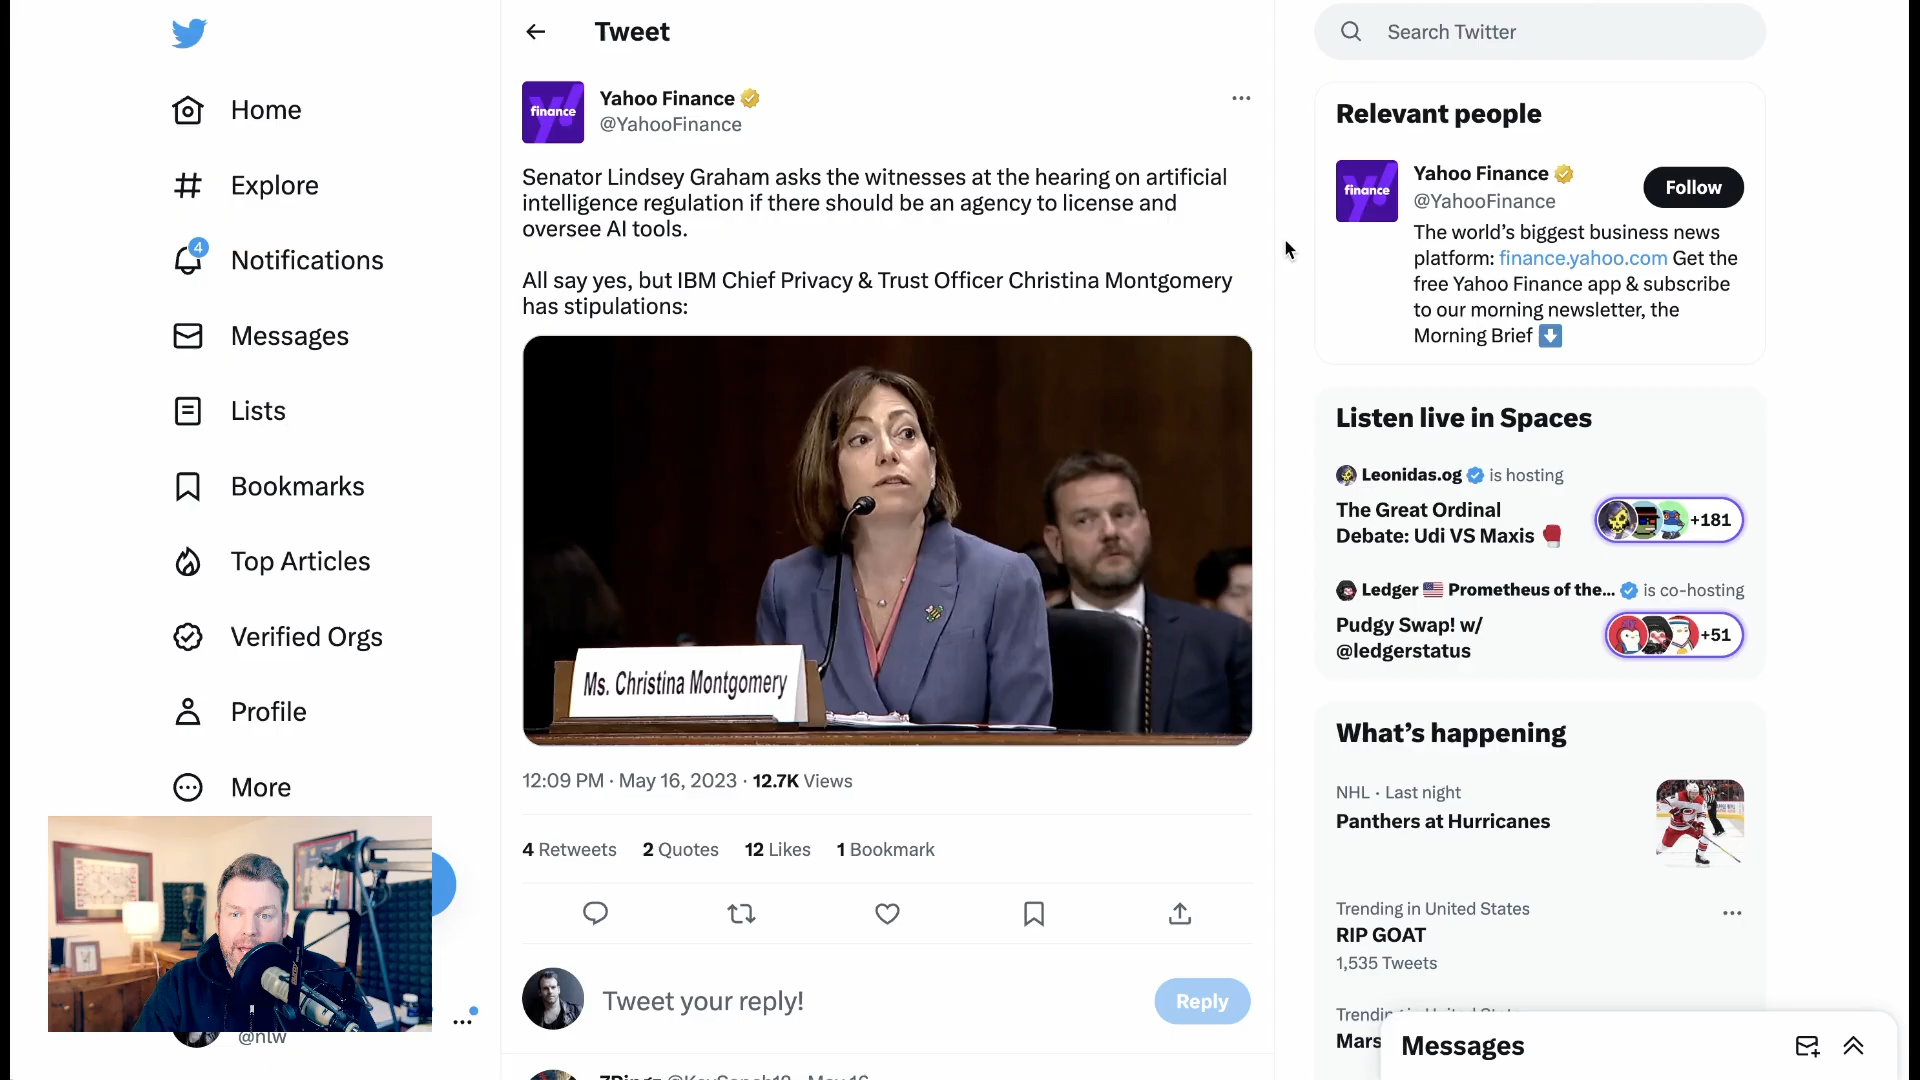 Tweet
Search Twitter
Home
Explore
4
Notifications
Messages
Lists
Bookmarks
Top Articles
Verified Orgs
Profile
More
@nlw
finance
Yahoo Finance
@YahooFinance
Senator Lindsey Graham asks the witnesses at the hearing on artificial
intelligence regulation if there should be an agency to license and
oversee AI tools.
All say yes, but IBM Chief Privacy & Trust Officer Christina Montgomery
has stipulations:
Ms. Christina Montgomery
12:09 PM · May 16, 2023 · 12.7K Views
4 Retweets 2 Quotes 12 Likes 1 Bookmark
Tweet your reply!
Reply
Relevant people
finance
Yahoo Finance
@YahooFinance
Follow
The world’s biggest business news
platform: finance.yahoo.com Get the
free Yahoo Finance app & subscribe
to our morning newsletter, the
Morning Brief
Listen live in Spaces
Leonidas.og is hosting
The Great Ordinal
Debate: Udi VS Maxis
+181
Ledger Prometheus of the... is co-hosting
Pudgy Swap! w/
@ledgerstatus
+51
What’s happening
NHL · Last night
Panthers at Hurricanes
Trending in United States
RIP GOAT
1,535 Tweets
Mars
Messages